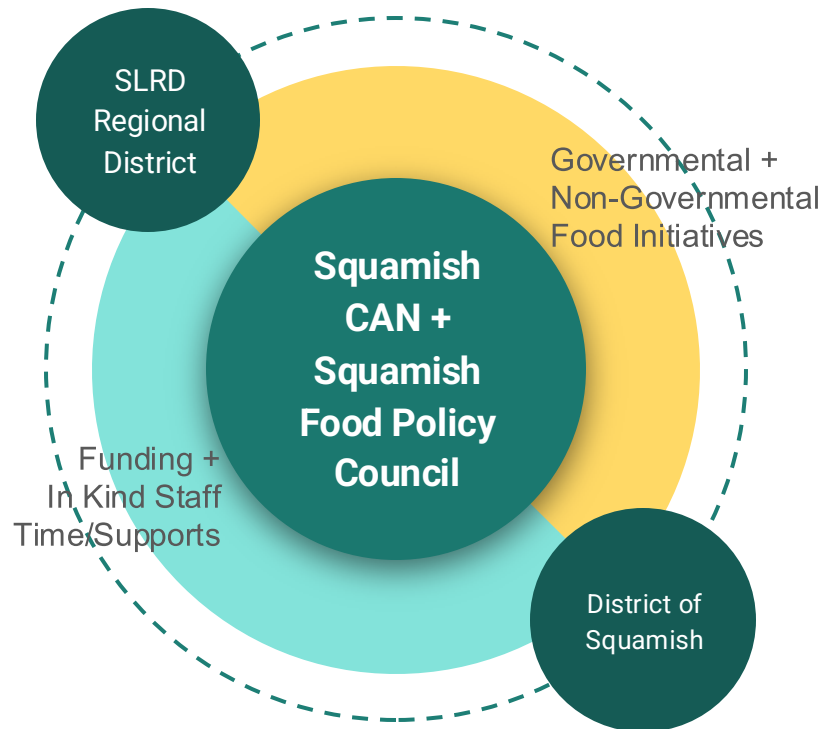 SLRD
Regional
District
Governmental +
Non-Governmental
Food Initiatives
Squamish
CAN +
Squamish
Food Policy
Council
Funding +
In Kind Staff
Time/Supports
District of
Squamish